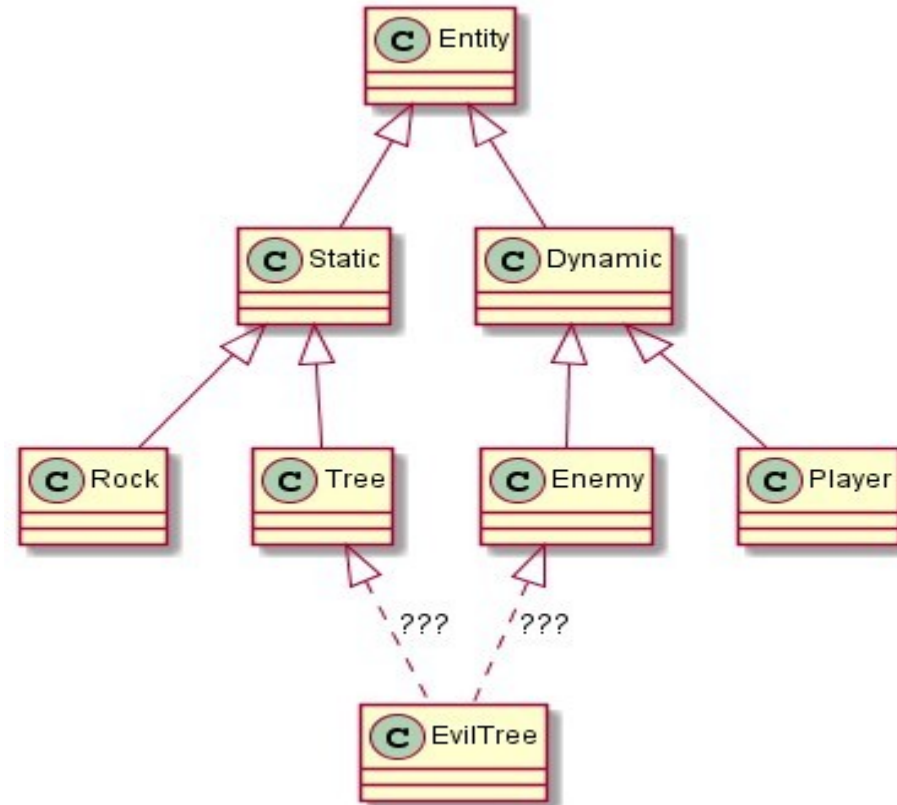 C Entity
C Static
C Dynamic
C Rock
C Tree
C Enemy
C Player
???
???
C EvilTree